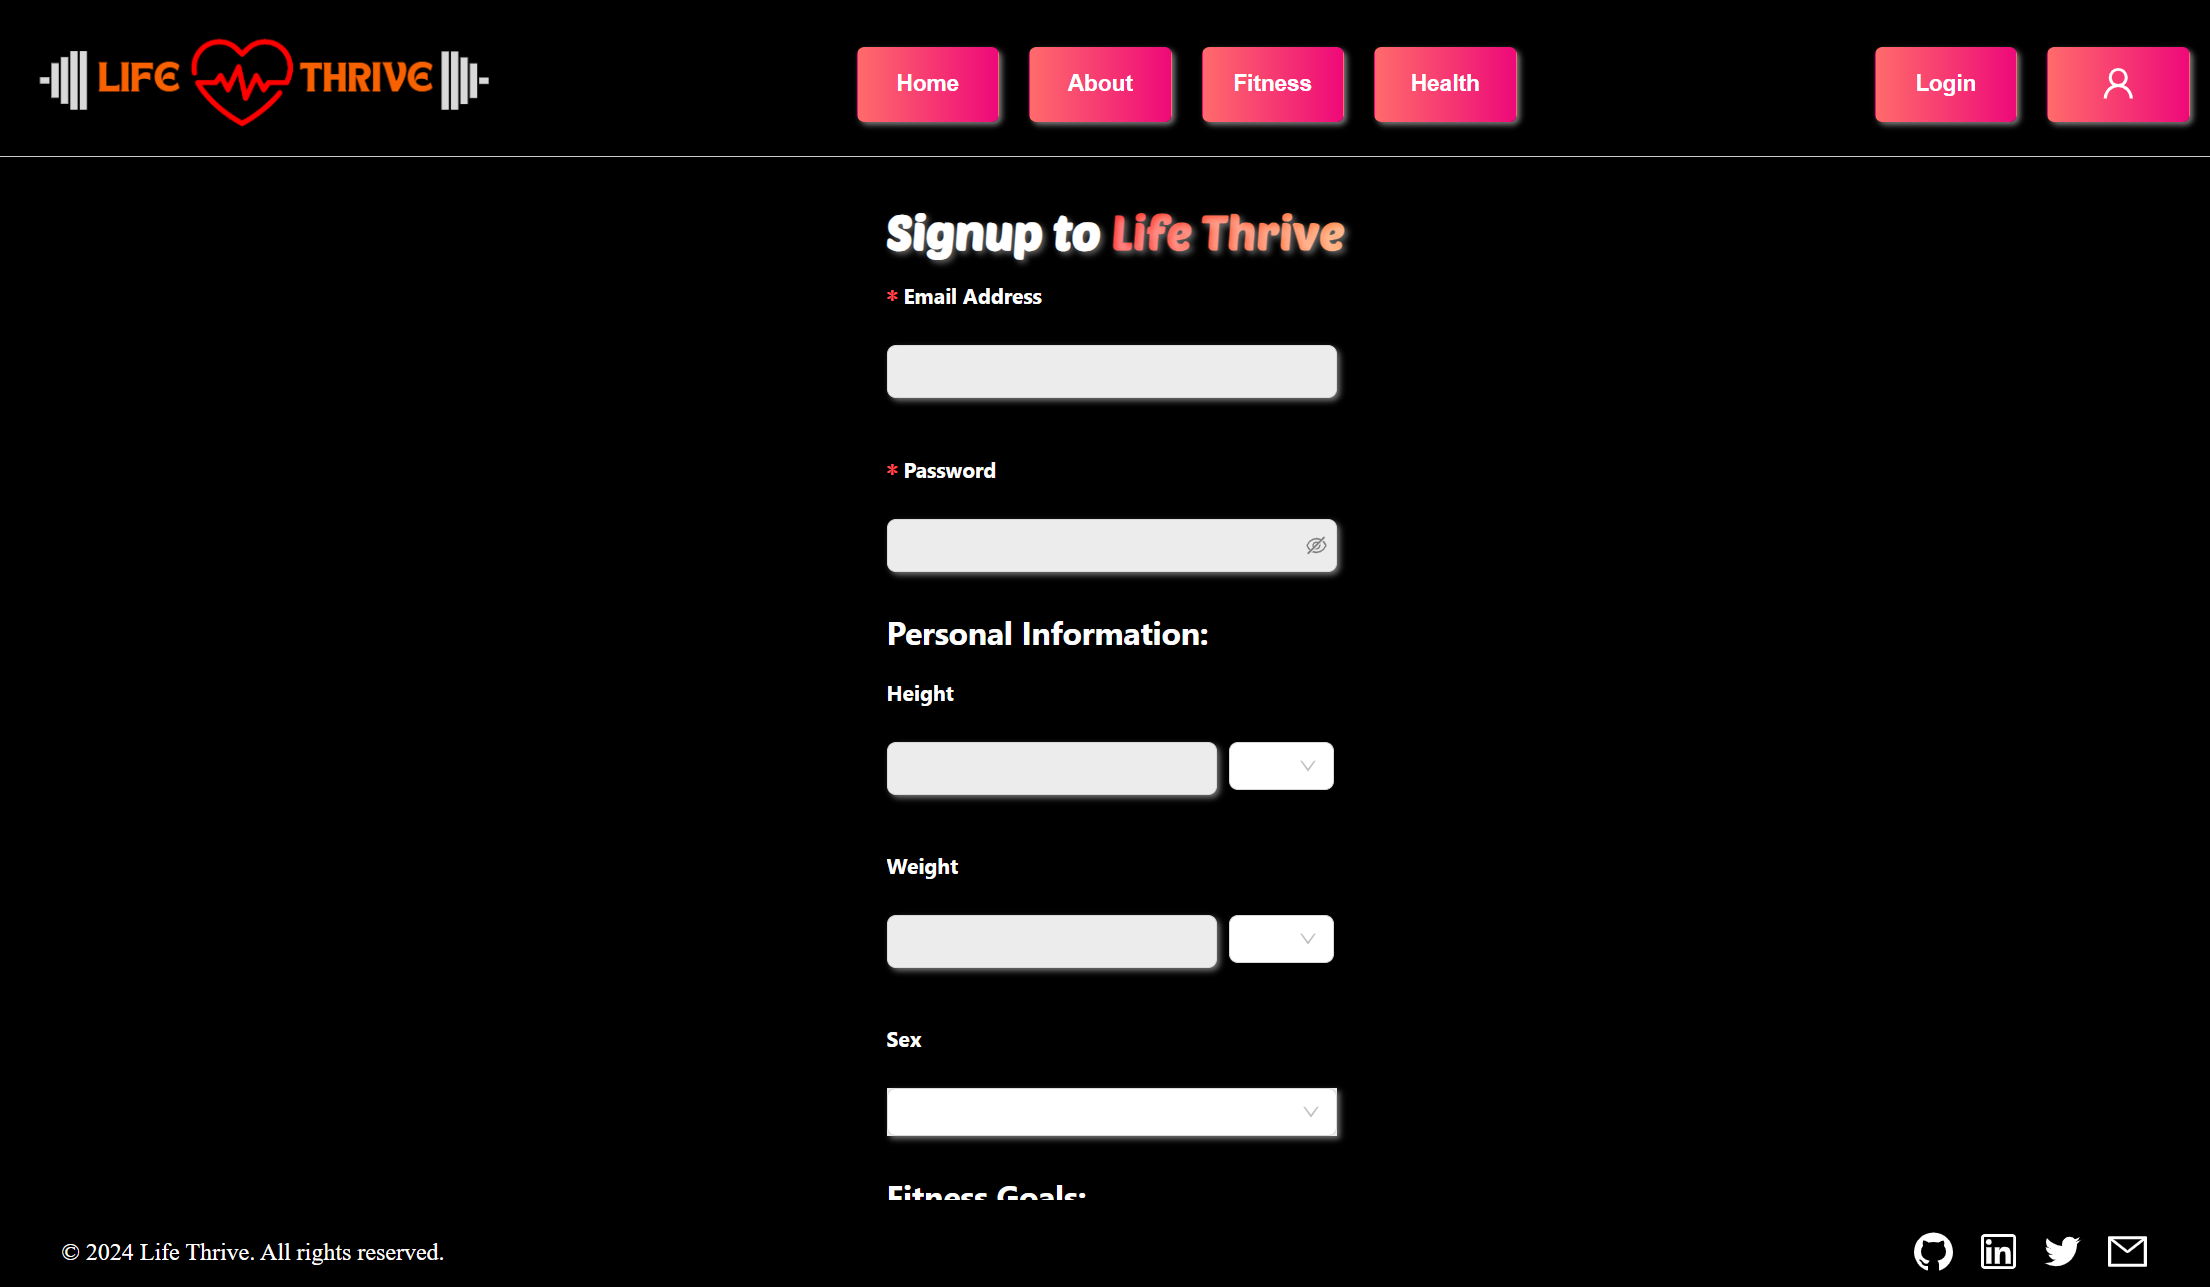 LIFE THRIVE
Home About Fitness Health
Login
Signup to Life Thrive
* Email Address
* Password
Personal Information:
Height
Weight
Sex
Fitness Goals:
© 2024 Life Thrive. All rights reserved.
in